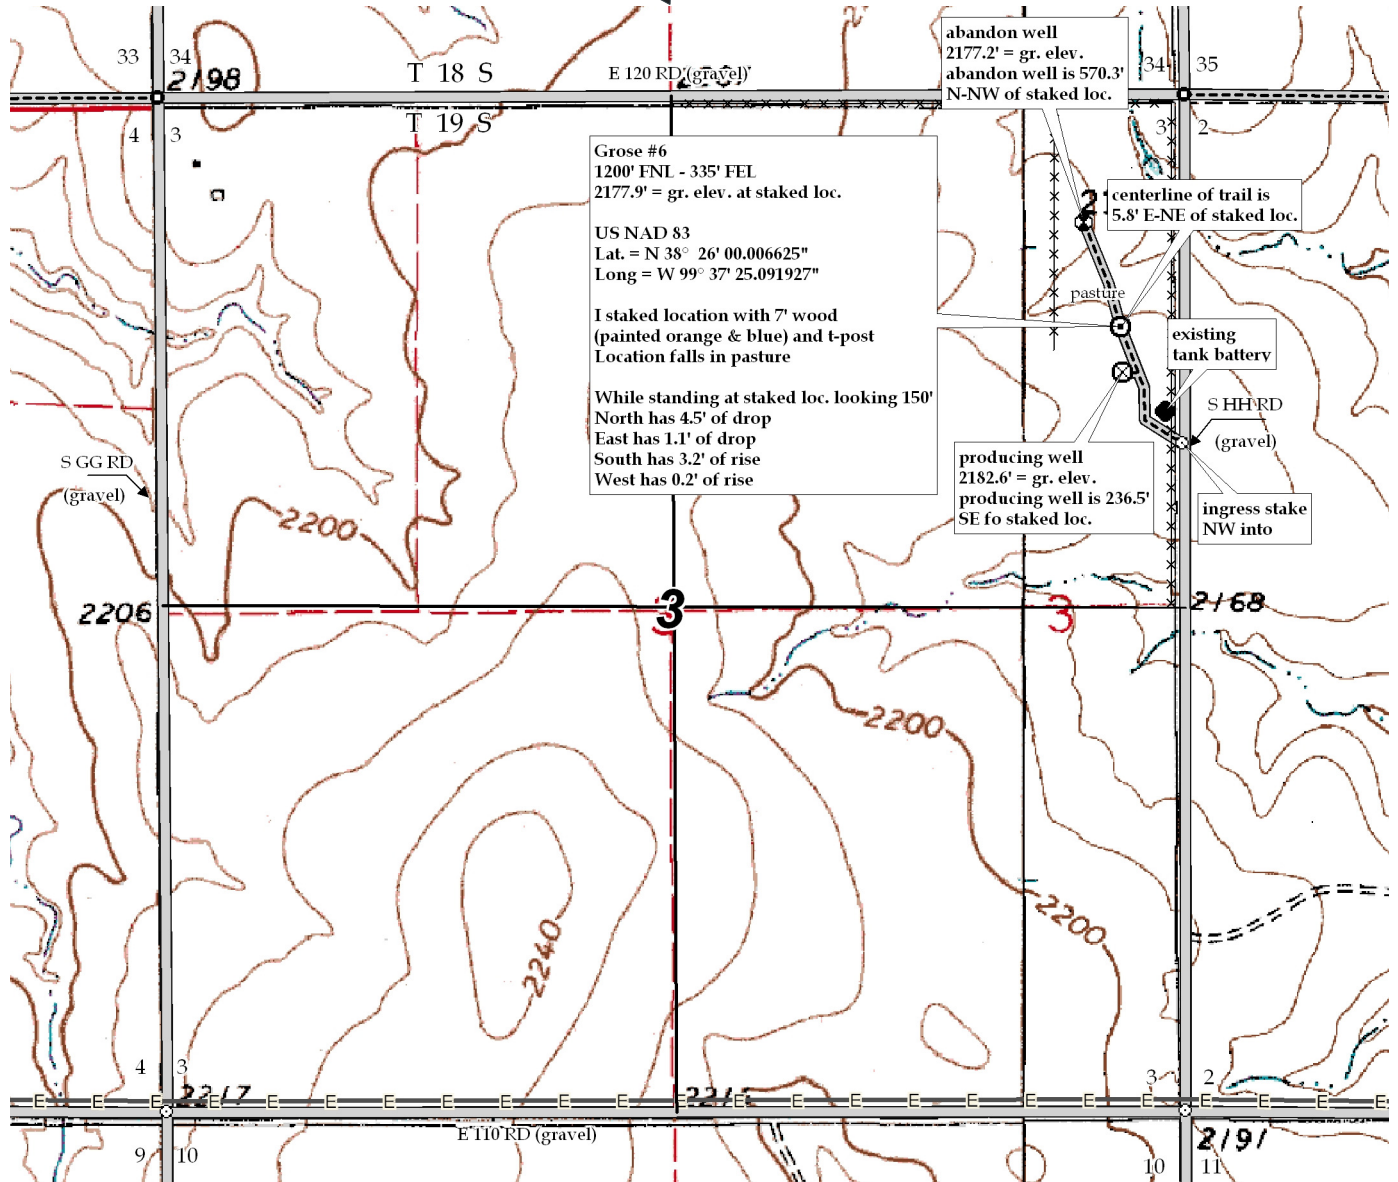 abandon well
2177.2' = gr. elev.
abandon well is 570.3'
N-NW of staked loc.
33
34
34
35
2198
T 18 S
E 120 RD (gravel)
4
3
T 19 S
3
2
Grose #6
1200' FNL - 335' FEL
2177.9' = gr. elev. at staked loc.
US NAD 83
Lat. = N 38° 26' 00.006625"
Long = W 99° 37' 25.091927"
I staked location with 7' wood
(painted orange & blue) and t-post
Location falls in pasture
While standing at staked loc. looking 150'
North has 4.5' of drop
East has 1.1' of drop
South has 3.2' of rise
West has 0.2' of rise
centerline of trail is
5.8' E-NE of staked loc.
pasture
existing
tank battery
S HH RD
(gravel)
S GG RD
(gravel)
producing well
2182.6' = gr. elev.
producing well is 236.5'
SE fo staked loc.
ingress stake
NW into
2200
2206
3
3
3
2168
2200
2200
2240
4
3
3
2
2217
E E E E E E E E E E E E E E E E E E E E E E E E
E 110 RD (gravel)
2191
9
10
10
11